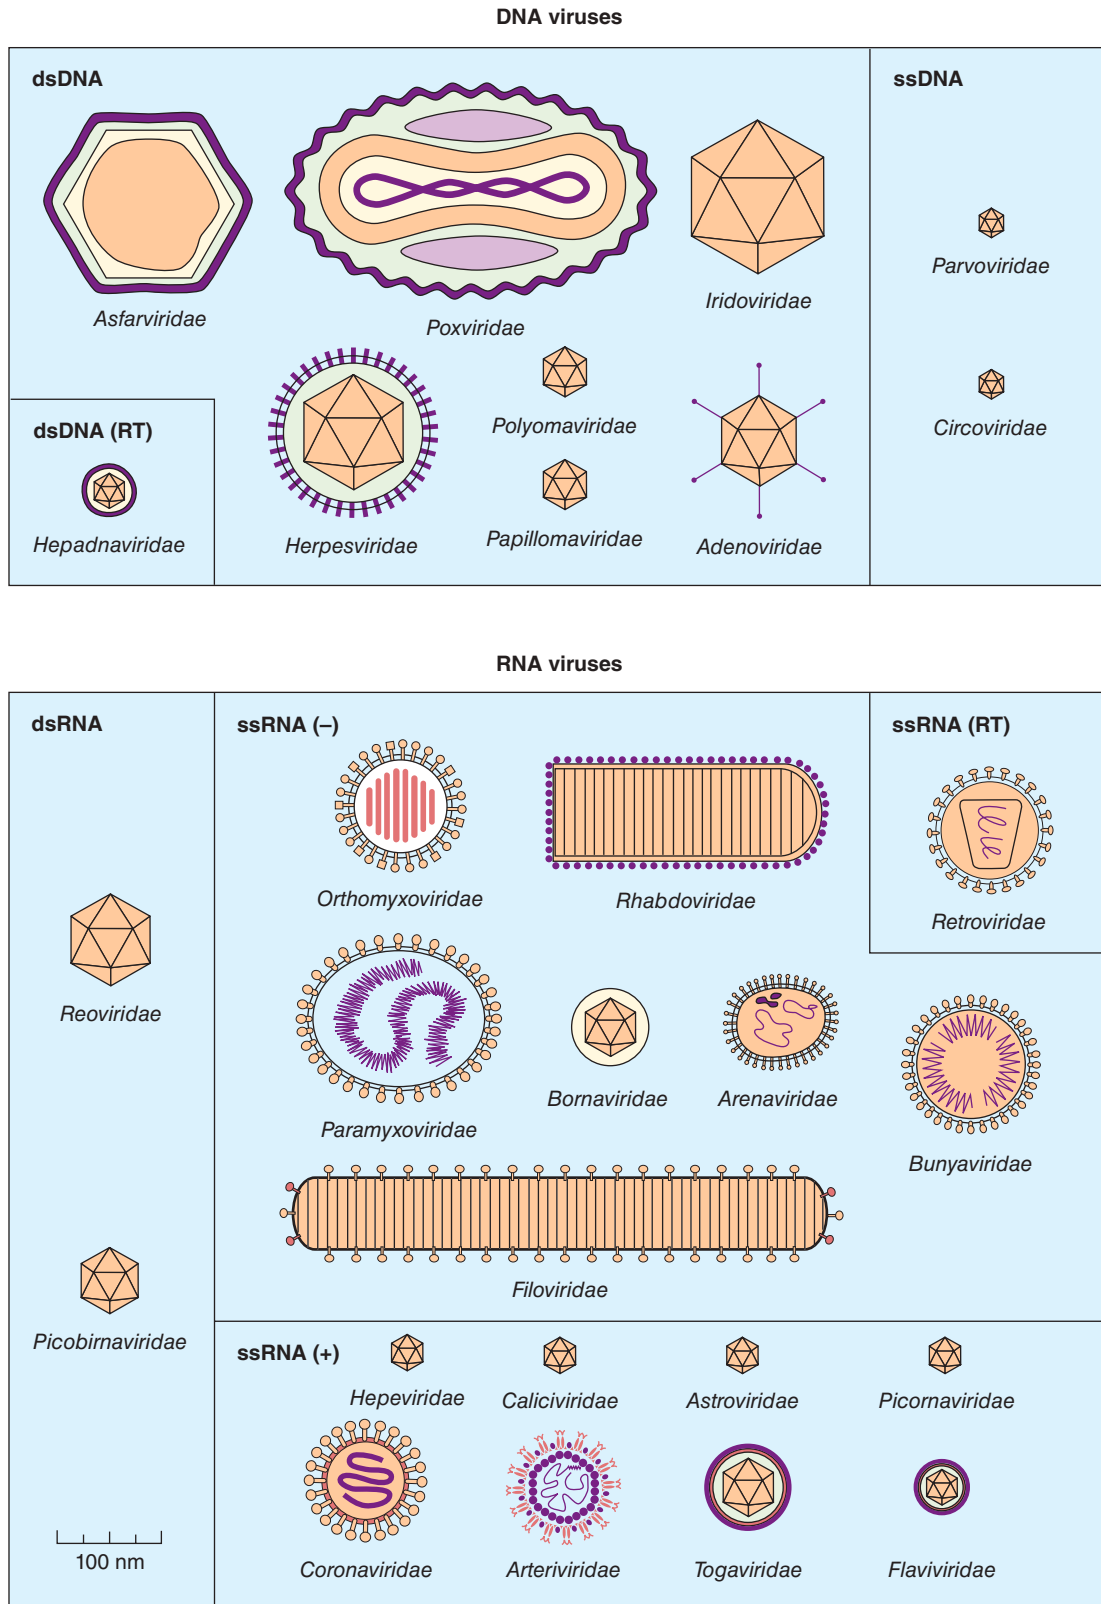 DNA viruses
dsDNA
ssDNA
Asfarviridae
Poxviridae
Iridoviridae
Parvoviridae
dsDNA (RT)
Hepadnaviridae
Herpesviridae
Polyomaviridae
Papillomaviridae
Adenoviridae
Circoviridae
RNA viruses
dsRNA
ssRNA (–)
ssRNA (RT)
Orthomyxoviridae
Rhabdoviridae
Retroviridae
Reoviridae
Paramyxoviridae
Bornaviridae
Arenaviridae
Bunyaviridae
Filoviridae
Picobirnaviridae
ssRNA (+)
Hepeviridae
Caliciviridae
Astroviridae
Picornaviridae
Coronaviridae
Arteriviridae
Togaviridae
Flaviviridae
100 nm